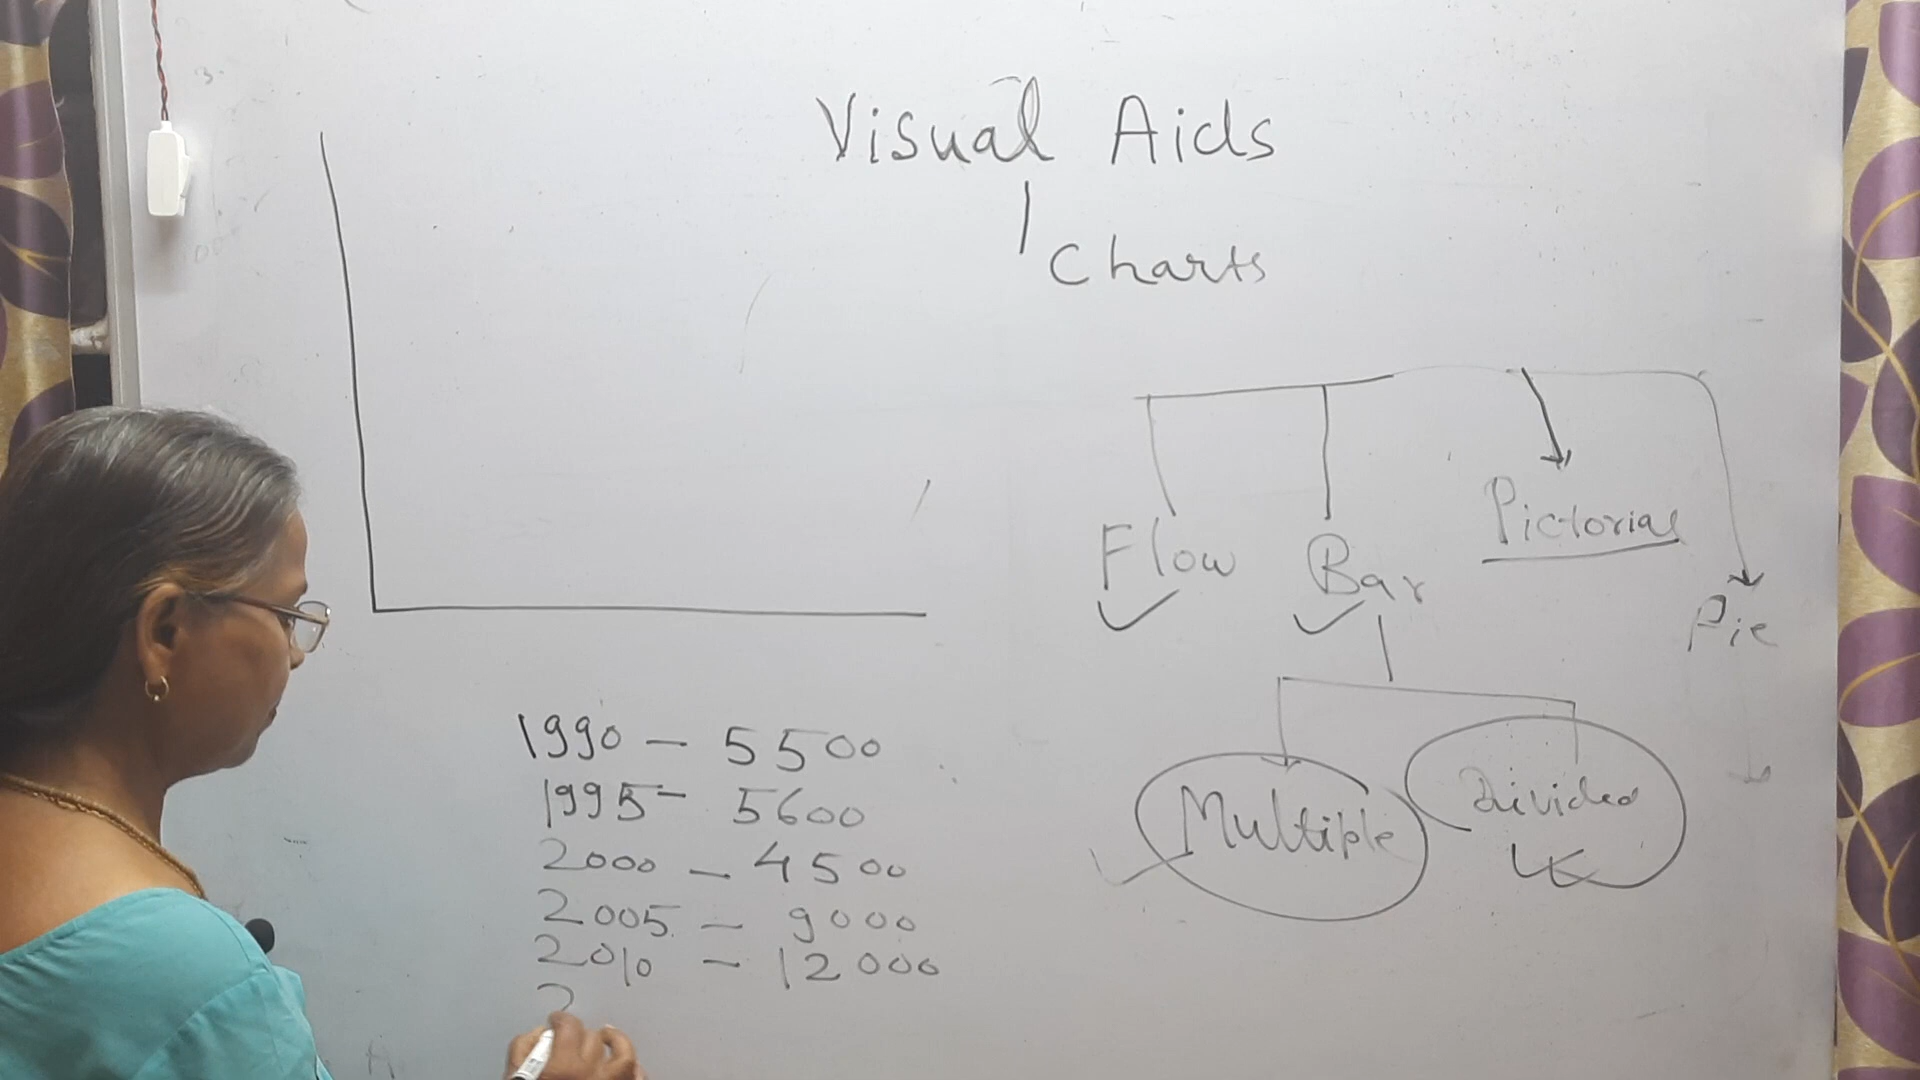 Visual Aids
Charts
Flow Bar Pictorial Pie
Multiple Divided
1990 - 5500
1995 - 5600
2000 - 4500
2005 - 9000
2010 - 12000
2